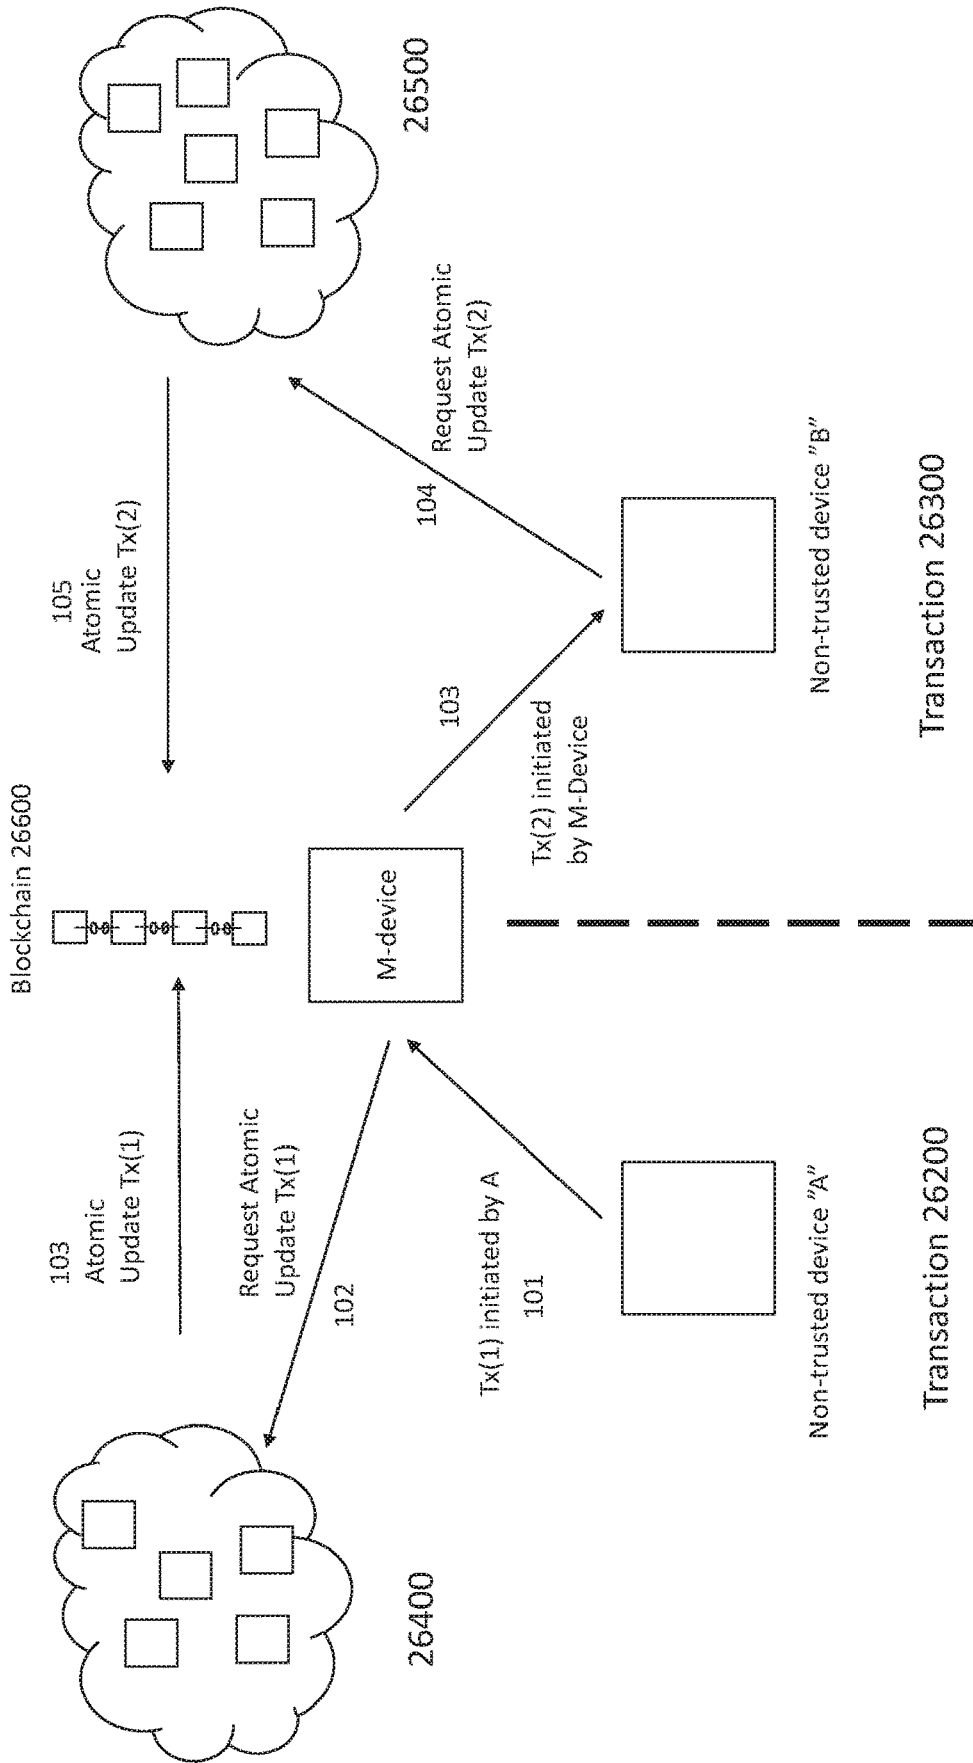 Blockchain 26600
103
Atomic
Update Tx(1)
105
Atomic
Update Tx(2)
Request Atomic
Update Tx(1)
102
M-device
26400
26500
Tx(1) initiated by A
101
103
Tx(2) initiated
by M-Device
104
Request Atomic
Update Tx(2)
Non-trusted device "A"
Non-trusted device "B"
Transaction 26200
Transaction 26300